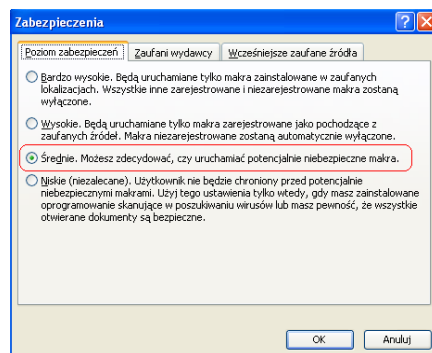 Zabezpieczenia
Poziom zabezpieczeń
Zaufani wydawcy
Wcześniejsze zaufane źródła
Bardzo wysokie. Będą uruchamiane tylko makra zainstalowane w zaufanych
lokalizacjach. Wszystkie inne zarejestrowane i niezarejestrowane makra zostaną
wyłączone.
Wysokie. Będą uruchamiane tylko makra zarejestrowane jako pochodzące z
zaufanych źródeł. Makra niezarejestrowane zostaną automatycznie wyłączone.
Średnie. Możesz zdecydować, czy uruchamiać potencjalnie niebezpieczne makra.
Niskie (niezalecane). Użytkownik nie będzie chroniony przed potencjalnie
niebezpiecznymi makrami. Użyj tego ustawienia tylko wtedy, gdy masz zainstalowane
oprogramowanie skanujące w poszukiwaniu wirusów lub masz pewność, że wszystkie
otwierane dokumenty są bezpieczne.
OK
Anuluj